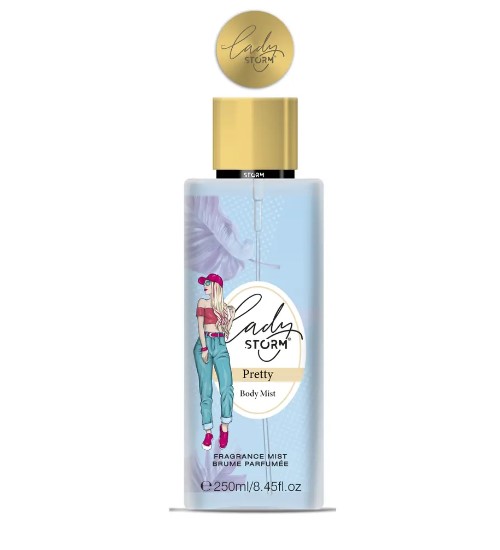 Lady
STORM
STORM
Lady
STORM®
Pretty
Body Mist
FRAGRANCE MIST
BRUME PARFUMÉE
℮250ml/8.45fl.oz